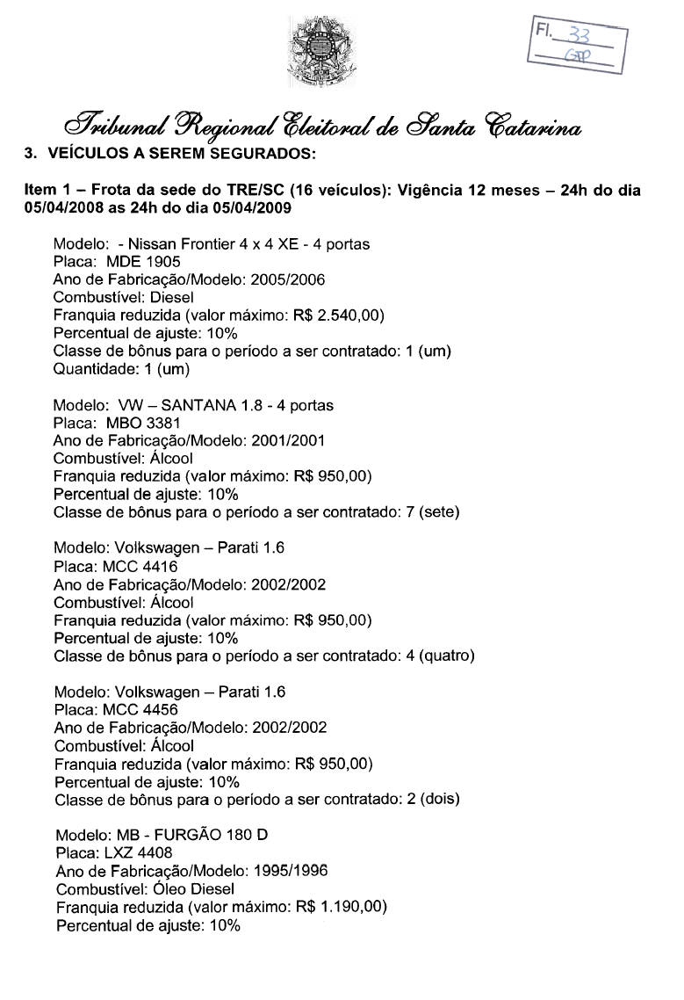 Fl. 33
GJP
Tribunal Regional Eleitoral de Santa Catarina
3. VEÍCULOS A SEREM SEGURADOS:
Item 1 – Frota da sede do TRE/SC (16 veículos): Vigência 12 meses – 24h do dia
05/04/2008 as 24h do dia 05/04/2009
Modelo: - Nissan Frontier 4 x 4 XE - 4 portas
Placa: MDE 1905
Ano de Fabricação/Modelo: 2005/2006
Combustível: Diesel
Franquia reduzida (valor máximo: R$ 2.540,00)
Percentual de ajuste: 10%
Classe de bônus para o período a ser contratado: 1 (um)
Quantidade: 1 (um)
Modelo: VW – SANTANA 1.8 - 4 portas
Placa: MBO 3381
Ano de Fabricação/Modelo: 2001/2001
Combustível: Álcool
Franquia reduzida (valor máximo: R$ 950,00)
Percentual de ajuste: 10%
Classe de bônus para o período a ser contratado: 7 (sete)
Modelo: Volkswagen – Parati 1.6
Placa: MCC 4416
Ano de Fabricação/Modelo: 2002/2002
Combustível: Álcool
Franquia reduzida (valor máximo: R$ 950,00)
Percentual de ajuste: 10%
Classe de bônus para o período a ser contratado: 4 (quatro)
Modelo: Volkswagen – Parati 1.6
Placa: MCC 4456
Ano de Fabricação/Modelo: 2002/2002
Combustível: Álcool
Franquia reduzida (valor máximo: R$ 950,00)
Percentual de ajuste: 10%
Classe de bônus para o período a ser contratado: 2 (dois)
Modelo: MB - FURGÃO 180 D
Placa: LXZ 4408
Ano de Fabricação/Modelo: 1995/1996
Combustível: Óleo Diesel
Franquia reduzida (valor máximo: R$ 1.190,00)
Percentual de ajuste: 10%